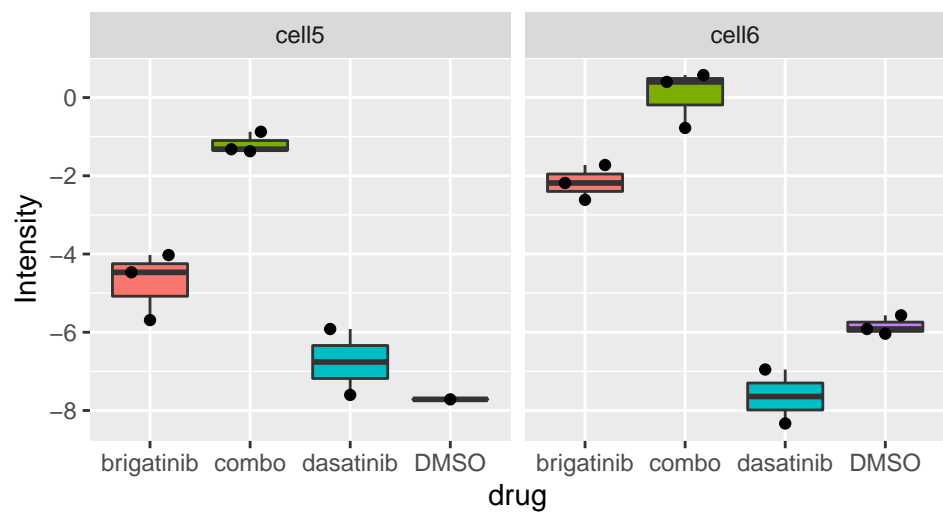 cell5 cell6
Intensity
0
−2
−4
−6
−8
brigatinib combo dasatinib DMSO brigatinib combo dasatinib DMSO
drug